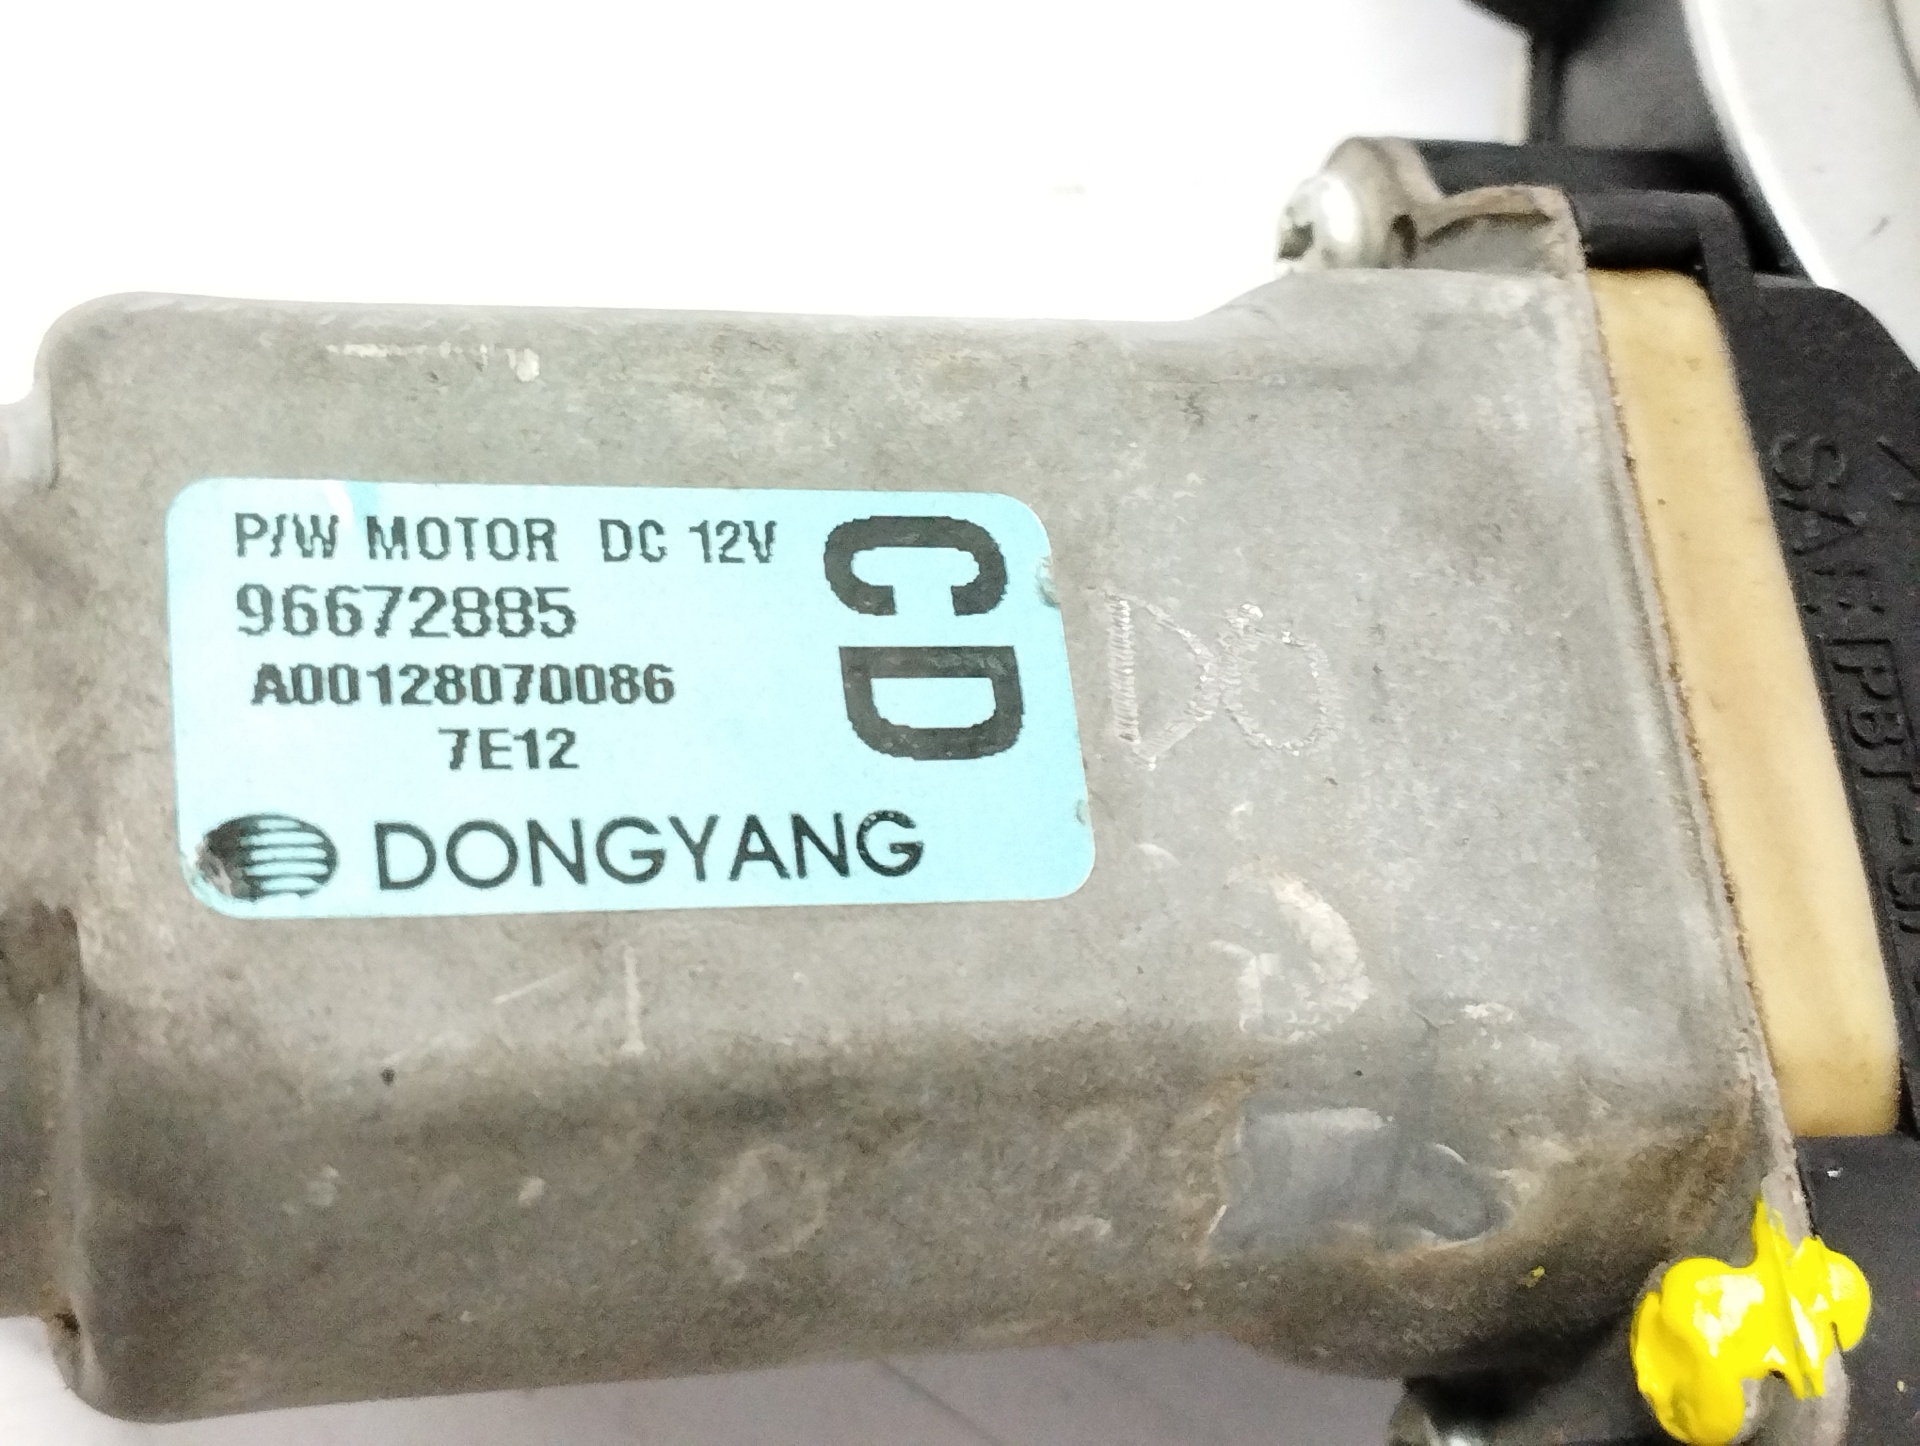 P/W MOTOR DC 12V
96672885
A00128070086
7E12
DONGYANG
CD